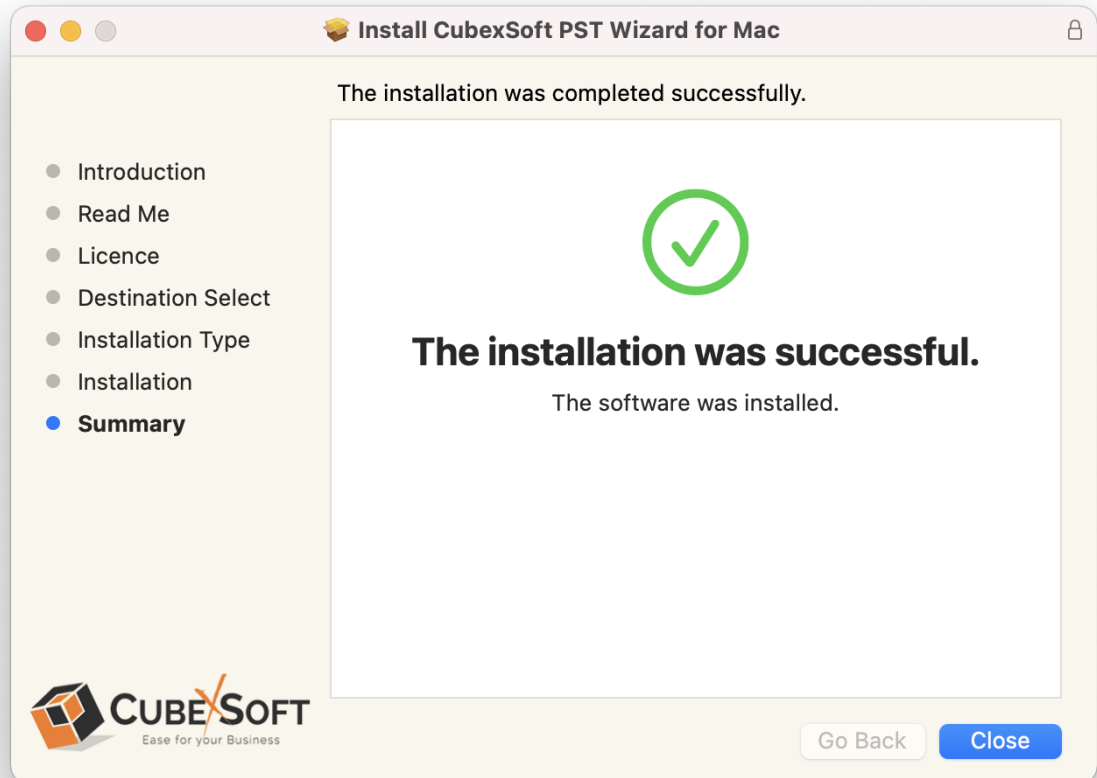 Install CubexSoft PST Wizard for Mac
The installation was completed successfully.
Introduction
Read Me
Licence
Destination Select
Installation Type
Installation
Summary
The installation was successful.
The software was installed.
CUBEXSOFT
Ease for your Business
Go Back
Close